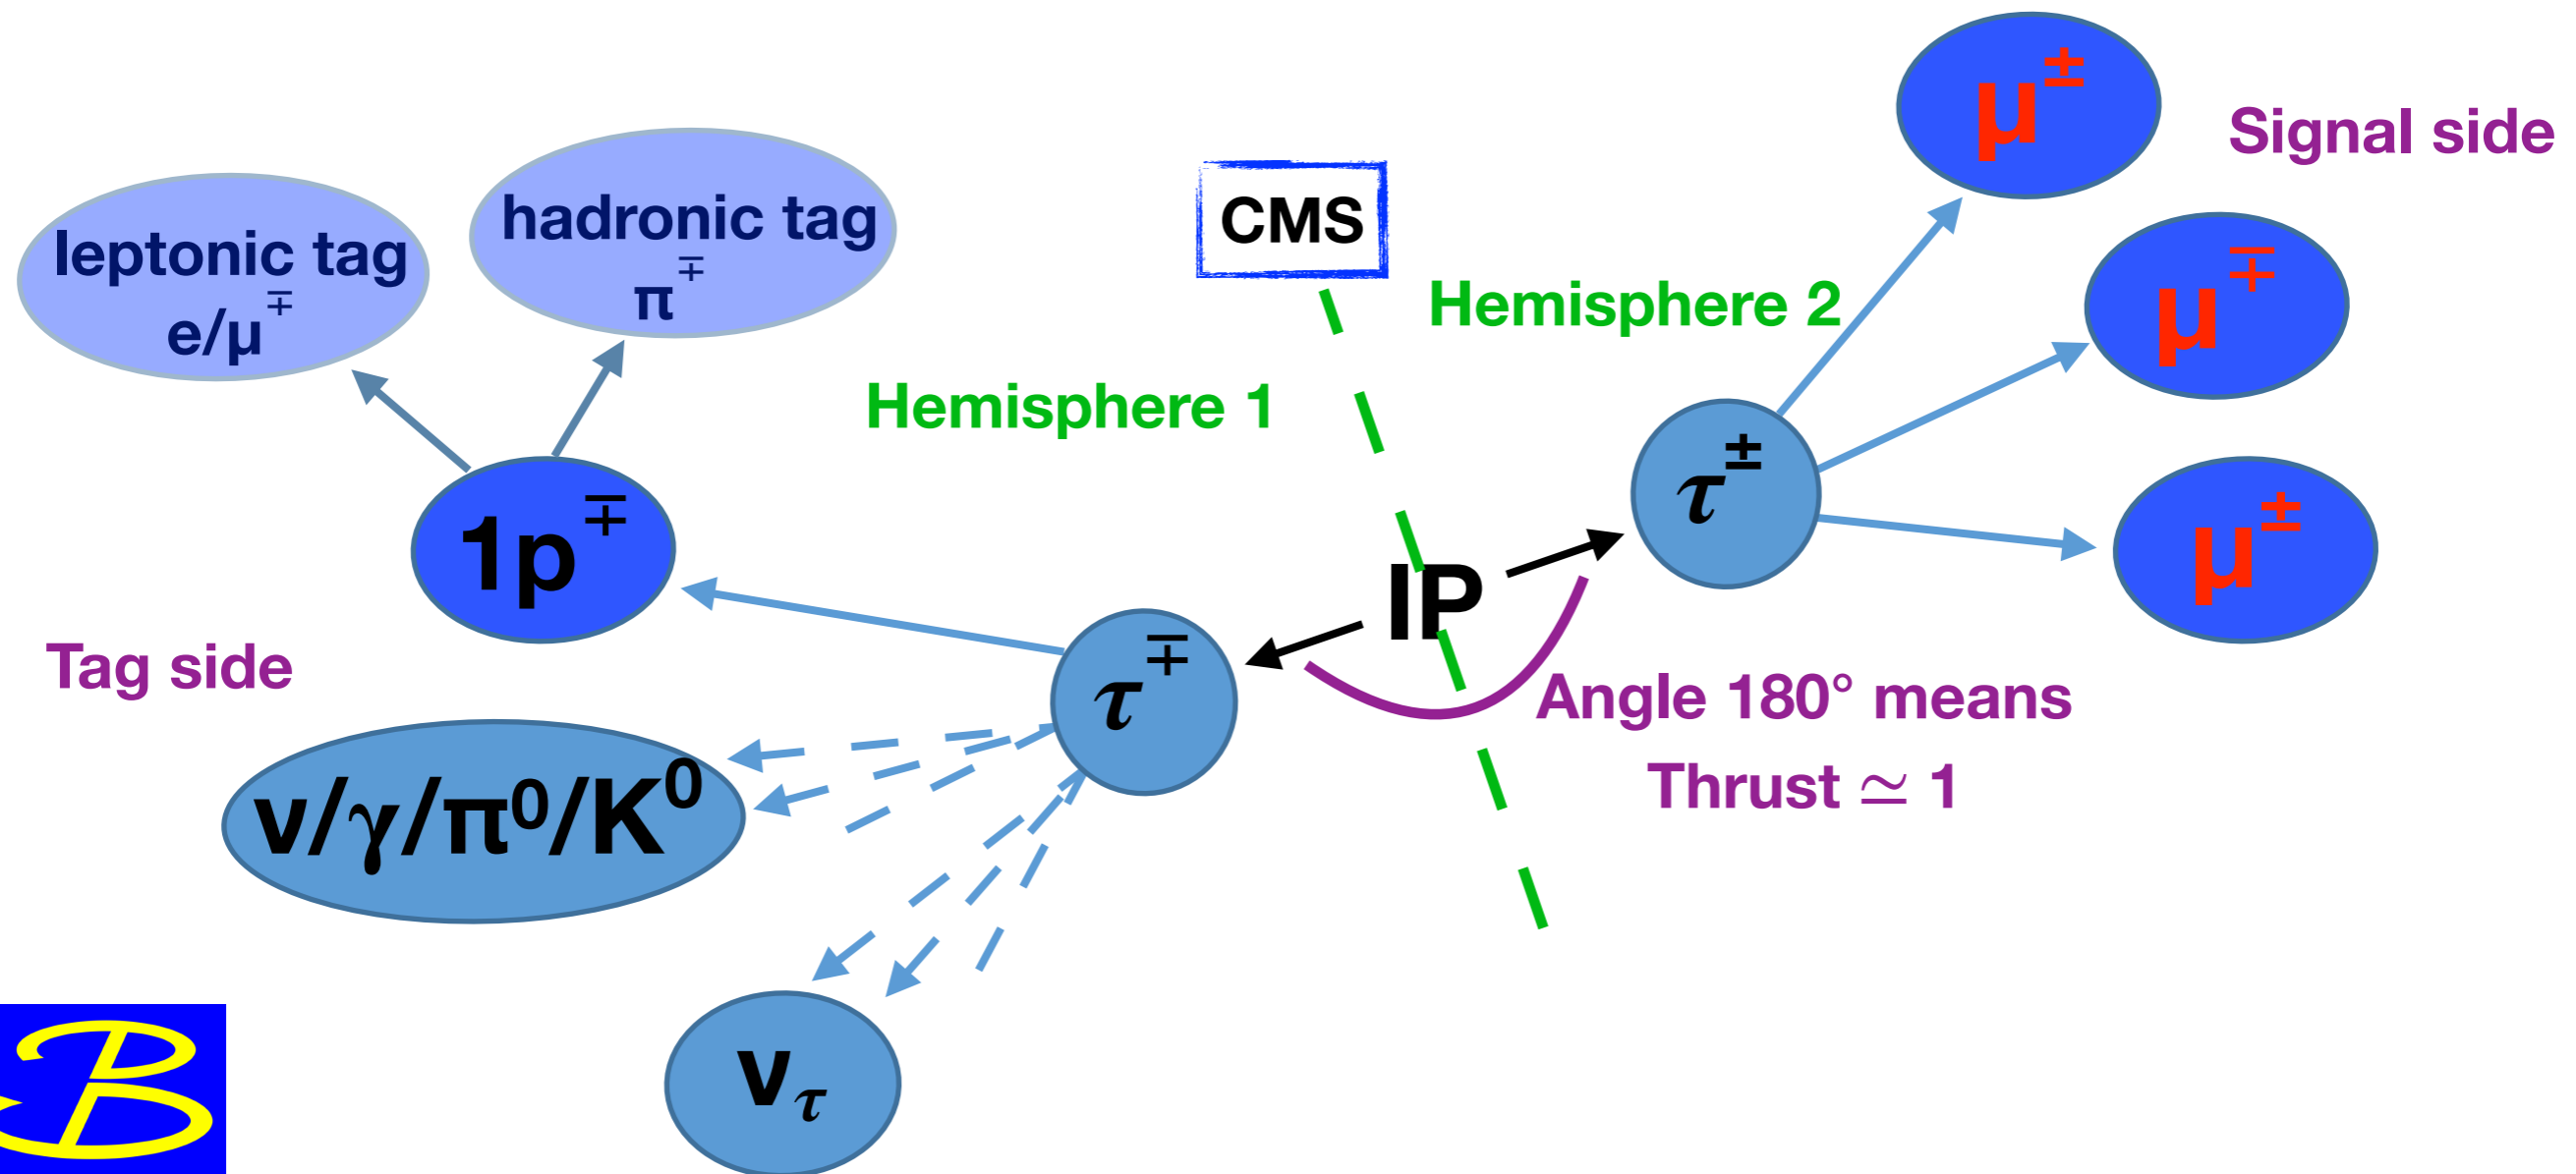 μ±
Signal side
leptonic tag
e/μ∓
hadronic tag
π∓
CMS
Hemisphere 2
μ∓
Hemisphere 1
τ±
1p∓
IP
μ±
Tag side
τ∓
Angle 180° means
Thrust ≃ 1
ν/γ/π⁰/K⁰
ν_τ
B